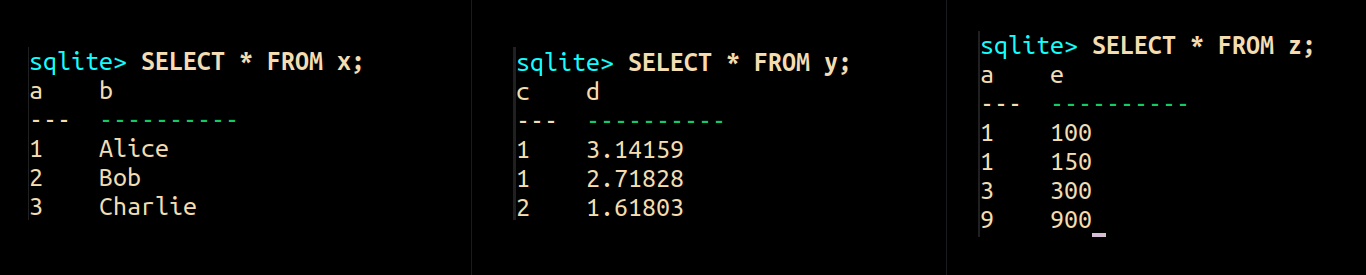 sqlite> SELECT * FROM x;
a    b
---  ----------
1    Alice
2    Bob
3    Charlie
sqlite> SELECT * FROM y;
c    d
---  ----------
1    3.14159
1    2.71828
2    1.61803
sqlite> SELECT * FROM z;
a    e
---  ----------
1    100
1    150
3    300
9    900